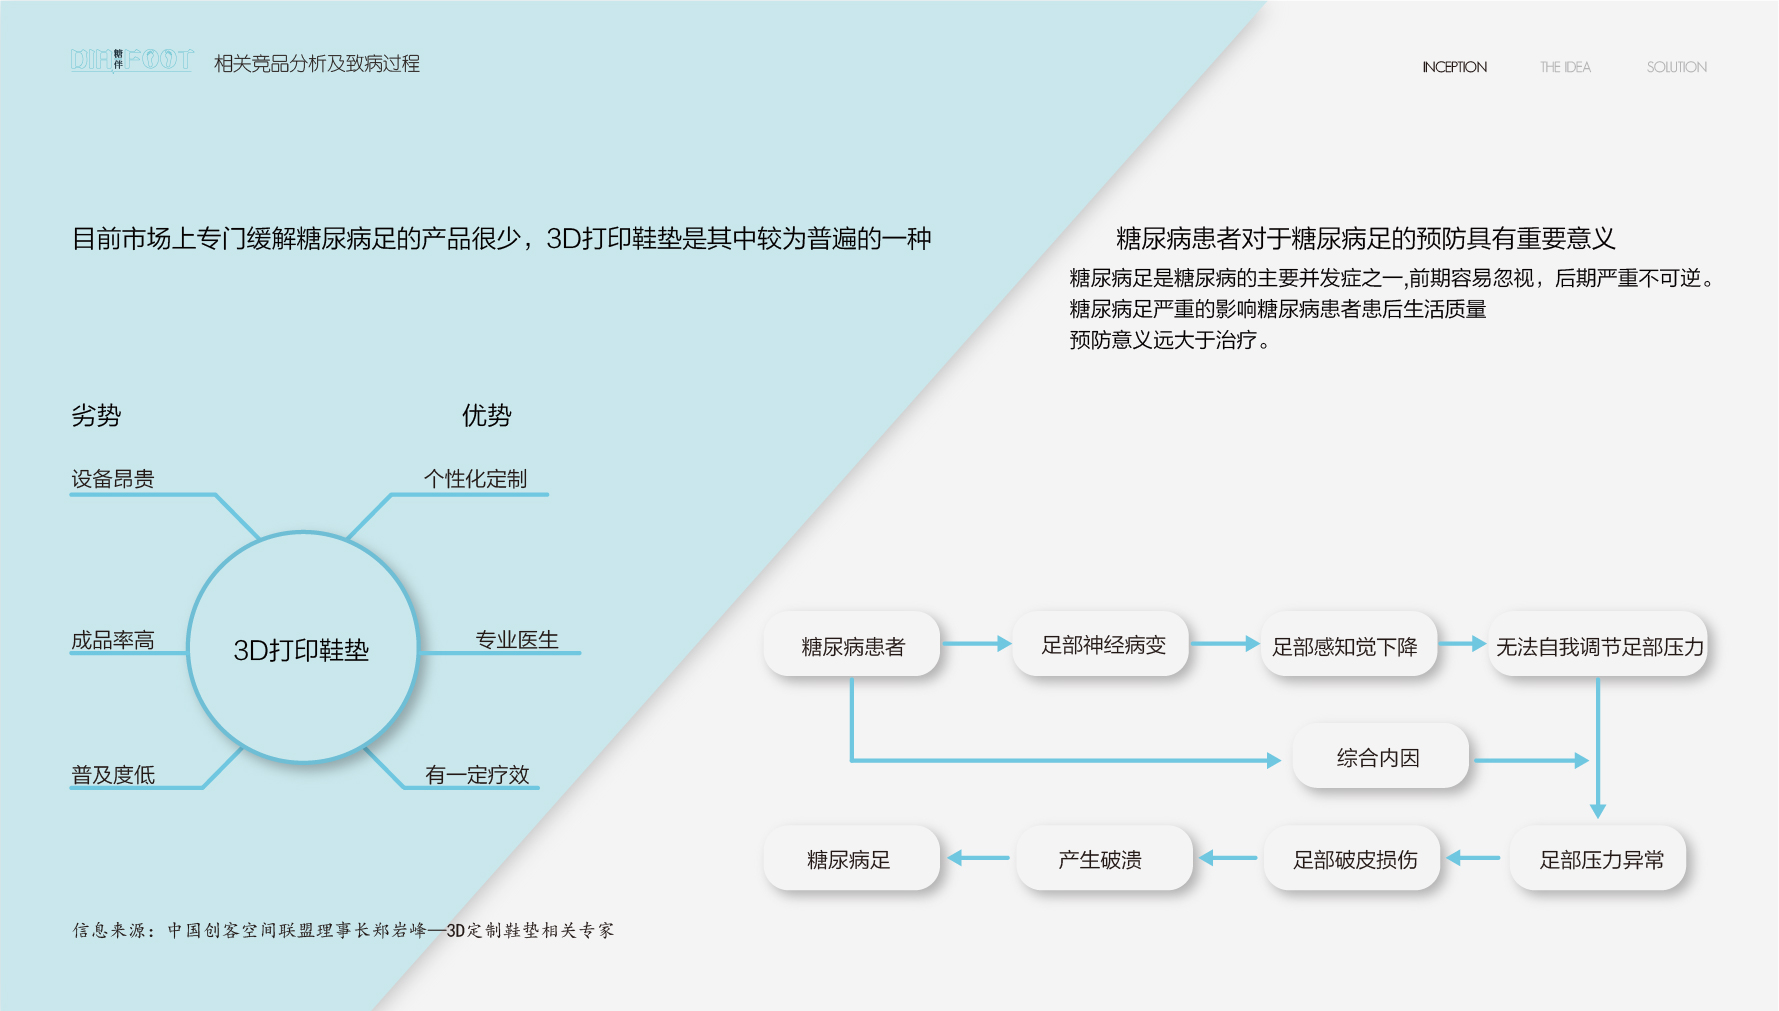 DIAFOOT
糖伴
相关竞品分析及致病过程
INCEPTION
THE IDEA
SOLUTION
目前市场上专门缓解糖尿病足的产品很少，3D打印鞋垫是其中较为普遍的一种
糖尿病患者对于糖尿病足的预防具有重要意义
糖尿病足是糖尿病的主要并发症之一,前期容易忽视，后期严重不可逆。
糖尿病足严重的影响糖尿病患者患后生活质量
预防意义远大于治疗。
劣势
优势
设备昂贵
个性化定制
成品率高
3D打印鞋垫
专业医生
普及度低
有一定疗效
糖尿病患者
足部神经病变
足部感知觉下降
无法自我调节足部压力
综合内因
糖尿病足
产生破溃
足部破皮损伤
足部压力异常
信息来源：中国创客空间联盟理事长郑岩峰—3D定制鞋垫相关专家